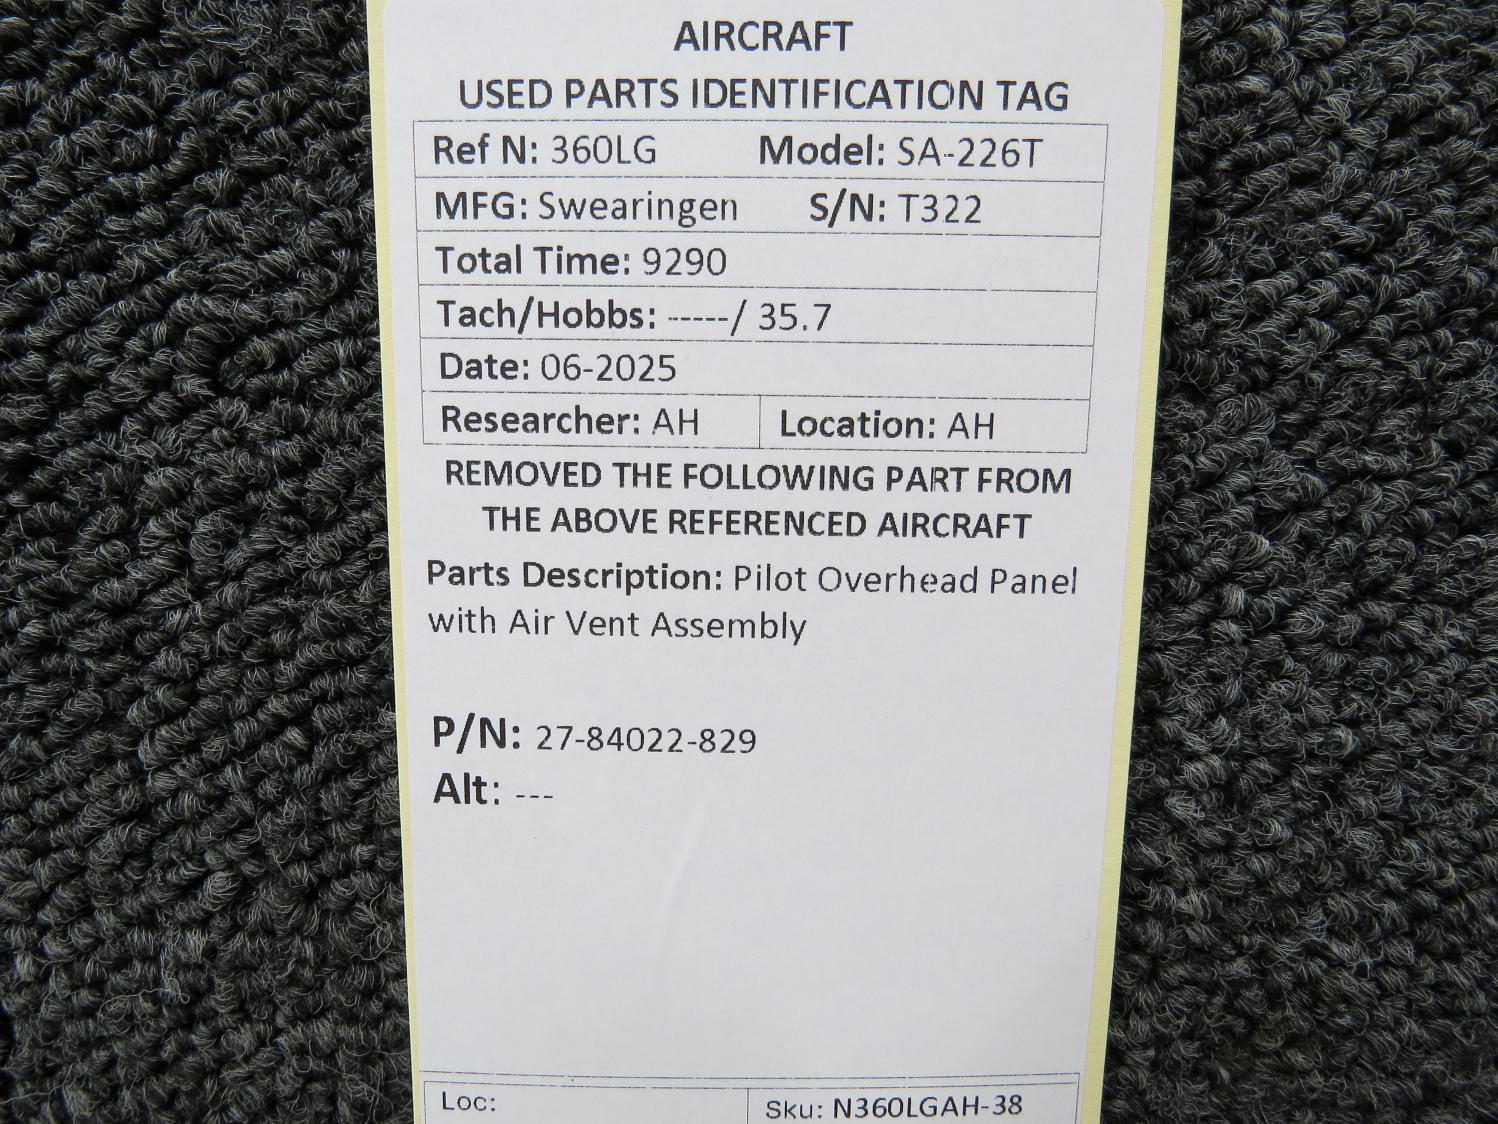 AIRCRAFT
USED PARTS IDENTIFICATION TAG
Ref N: 360LG Model: SA-226T
MFG: Swearingen S/N: T322
Total Time: 9290
Tach/Hobbs: -----/ 35.7
Date: 06-2025
Researcher: AH Location: AH
REMOVED THE FOLLOWING PART FROM
THE ABOVE REFERENCED AIRCRAFT
Parts Description: Pilot Overhead Panel
with Air Vent Assembly
P/N: 27-84022-829
Alt: ---
Loc: Sku: N360LGAH-38